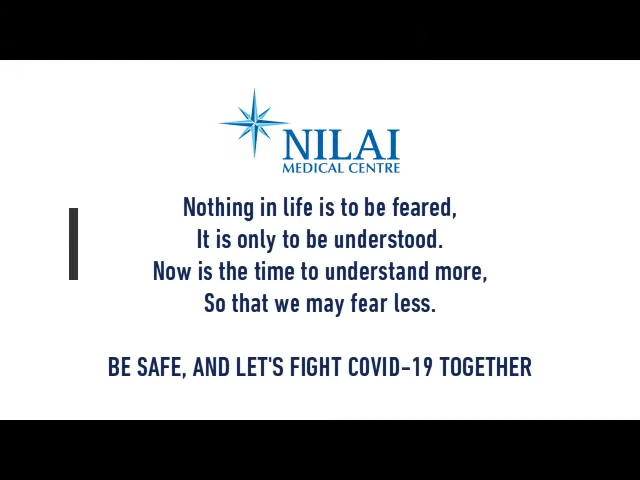 NILAI
MEDICAL CENTRE
Nothing in life is to be feared,
It is only to be understood.
Now is the time to understand more,
So that we may fear less.
BE SAFE, AND LET'S FIGHT COVID-19 TOGETHER